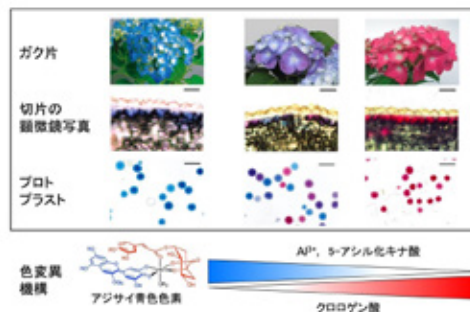 ガク片
切片の
顕微鏡写真
プロト
プラスト
色変異
機構
アジサイ青色色素
Al³⁺, 5-アシル化キナ酸
クロロゲン酸